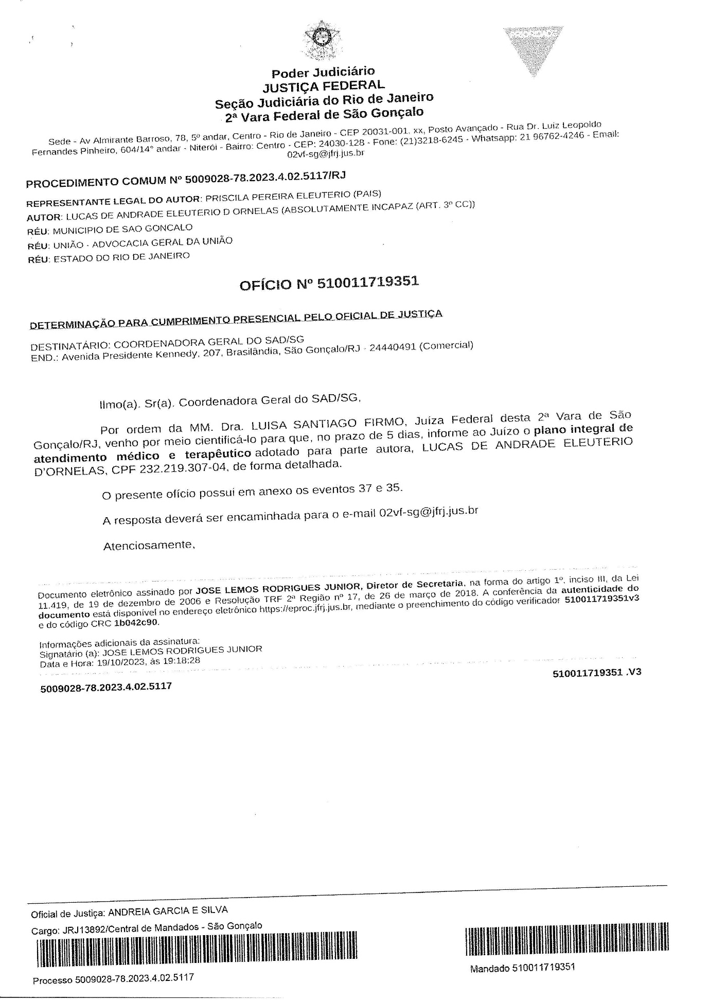 Poder Judiciário
JUSTIÇA FEDERAL
Seção Judiciária do Rio de Janeiro
2ª Vara Federal de São Gonçalo
Sede - Av Almirante Barroso, 78, 5º andar, Centro - Rio de Janeiro - CEP 20031-001. xx, Posto Avançado - Rua Dr. Luiz Leopoldo
Fernandes Pinheiro, 604/14° andar - Niterói - Bairro: Centro - CEP: 24030-128 - Fone: (21)3218-6245 - Whatsapp: 21 96762-4246 - Email:
02vf-sg@jfrj.jus.br
PROCEDIMENTO COMUM Nº 5009028-78.2023.4.02.5117/RJ
REPRESENTANTE LEGAL DO AUTOR: PRISCILA PEREIRA ELEUTERIO (PAIS)
AUTOR: LUCAS DE ANDRADE ELEUTERIO D ORNELAS (ABSOLUTAMENTE INCAPAZ (ART. 3º CC))
RÉU: MUNICIPIO DE SAO GONCALO
RÉU: UNIÃO - ADVOCACIA GERAL DA UNIÃO
RÉU: ESTADO DO RIO DE JANEIRO
OFÍCIO Nº 510011719351
DETERMINAÇÃO PARA CUMPRIMENTO PRESENCIAL PELO OFICIAL DE JUSTIÇA
DESTINATÁRIO: COORDENADORA GERAL DO SAD/SG
END.: Avenida Presidente Kennedy, 207, Brasilândia, São Gonçalo/RJ - 24440491 (Comercial)
Ilmo(a). Sr(a). Coordenadora Geral do SAD/SG,
Por ordem da MM. Dra. LUISA SANTIAGO FIRMO, Juíza Federal desta 2ª Vara de São
Gonçalo/RJ, venho por meio cientificá-lo para que, no prazo de 5 dias, informe ao Juízo o plano integral de
atendimento médico e terapêutico adotado para parte autora, LUCAS DE ANDRADE ELEUTERIO
D'ORNELAS, CPF 232.219.307-04, de forma detalhada.
O presente ofício possui em anexo os eventos 37 e 35.
A resposta deverá ser encaminhada para o e-mail 02vf-sg@jfrj.jus.br
Atenciosamente,
Documento eletrônico assinado por JOSE LEMOS RODRIGUES JUNIOR, Diretor de Secretaria, na forma do artigo 1º, inciso III, da Lei
11.419, de 19 de dezembro de 2006 e Resolução TRF 2ª Região nº 17, de 26 de março de 2018. A conferência da autenticidade do
documento está disponível no endereço eletrônico https://eproc.jfrj.jus.br, mediante o preenchimento do código verificador 510011719351v3
e do código CRC 1b042c90.
Informações adicionais da assinatura:
Signatário (a): JOSE LEMOS RODRIGUES JUNIOR
Data e Hora: 19/10/2023, às 19:18:28
5009028-78.2023.4.02.5117
510011719351 .V3
Oficial de Justiça: ANDREIA GARCIA E SILVA
Cargo: JRJ13892/Central de Mandados - São Gonçalo
Processo 5009028-78.2023.4.02.5117
Mandado 510011719351